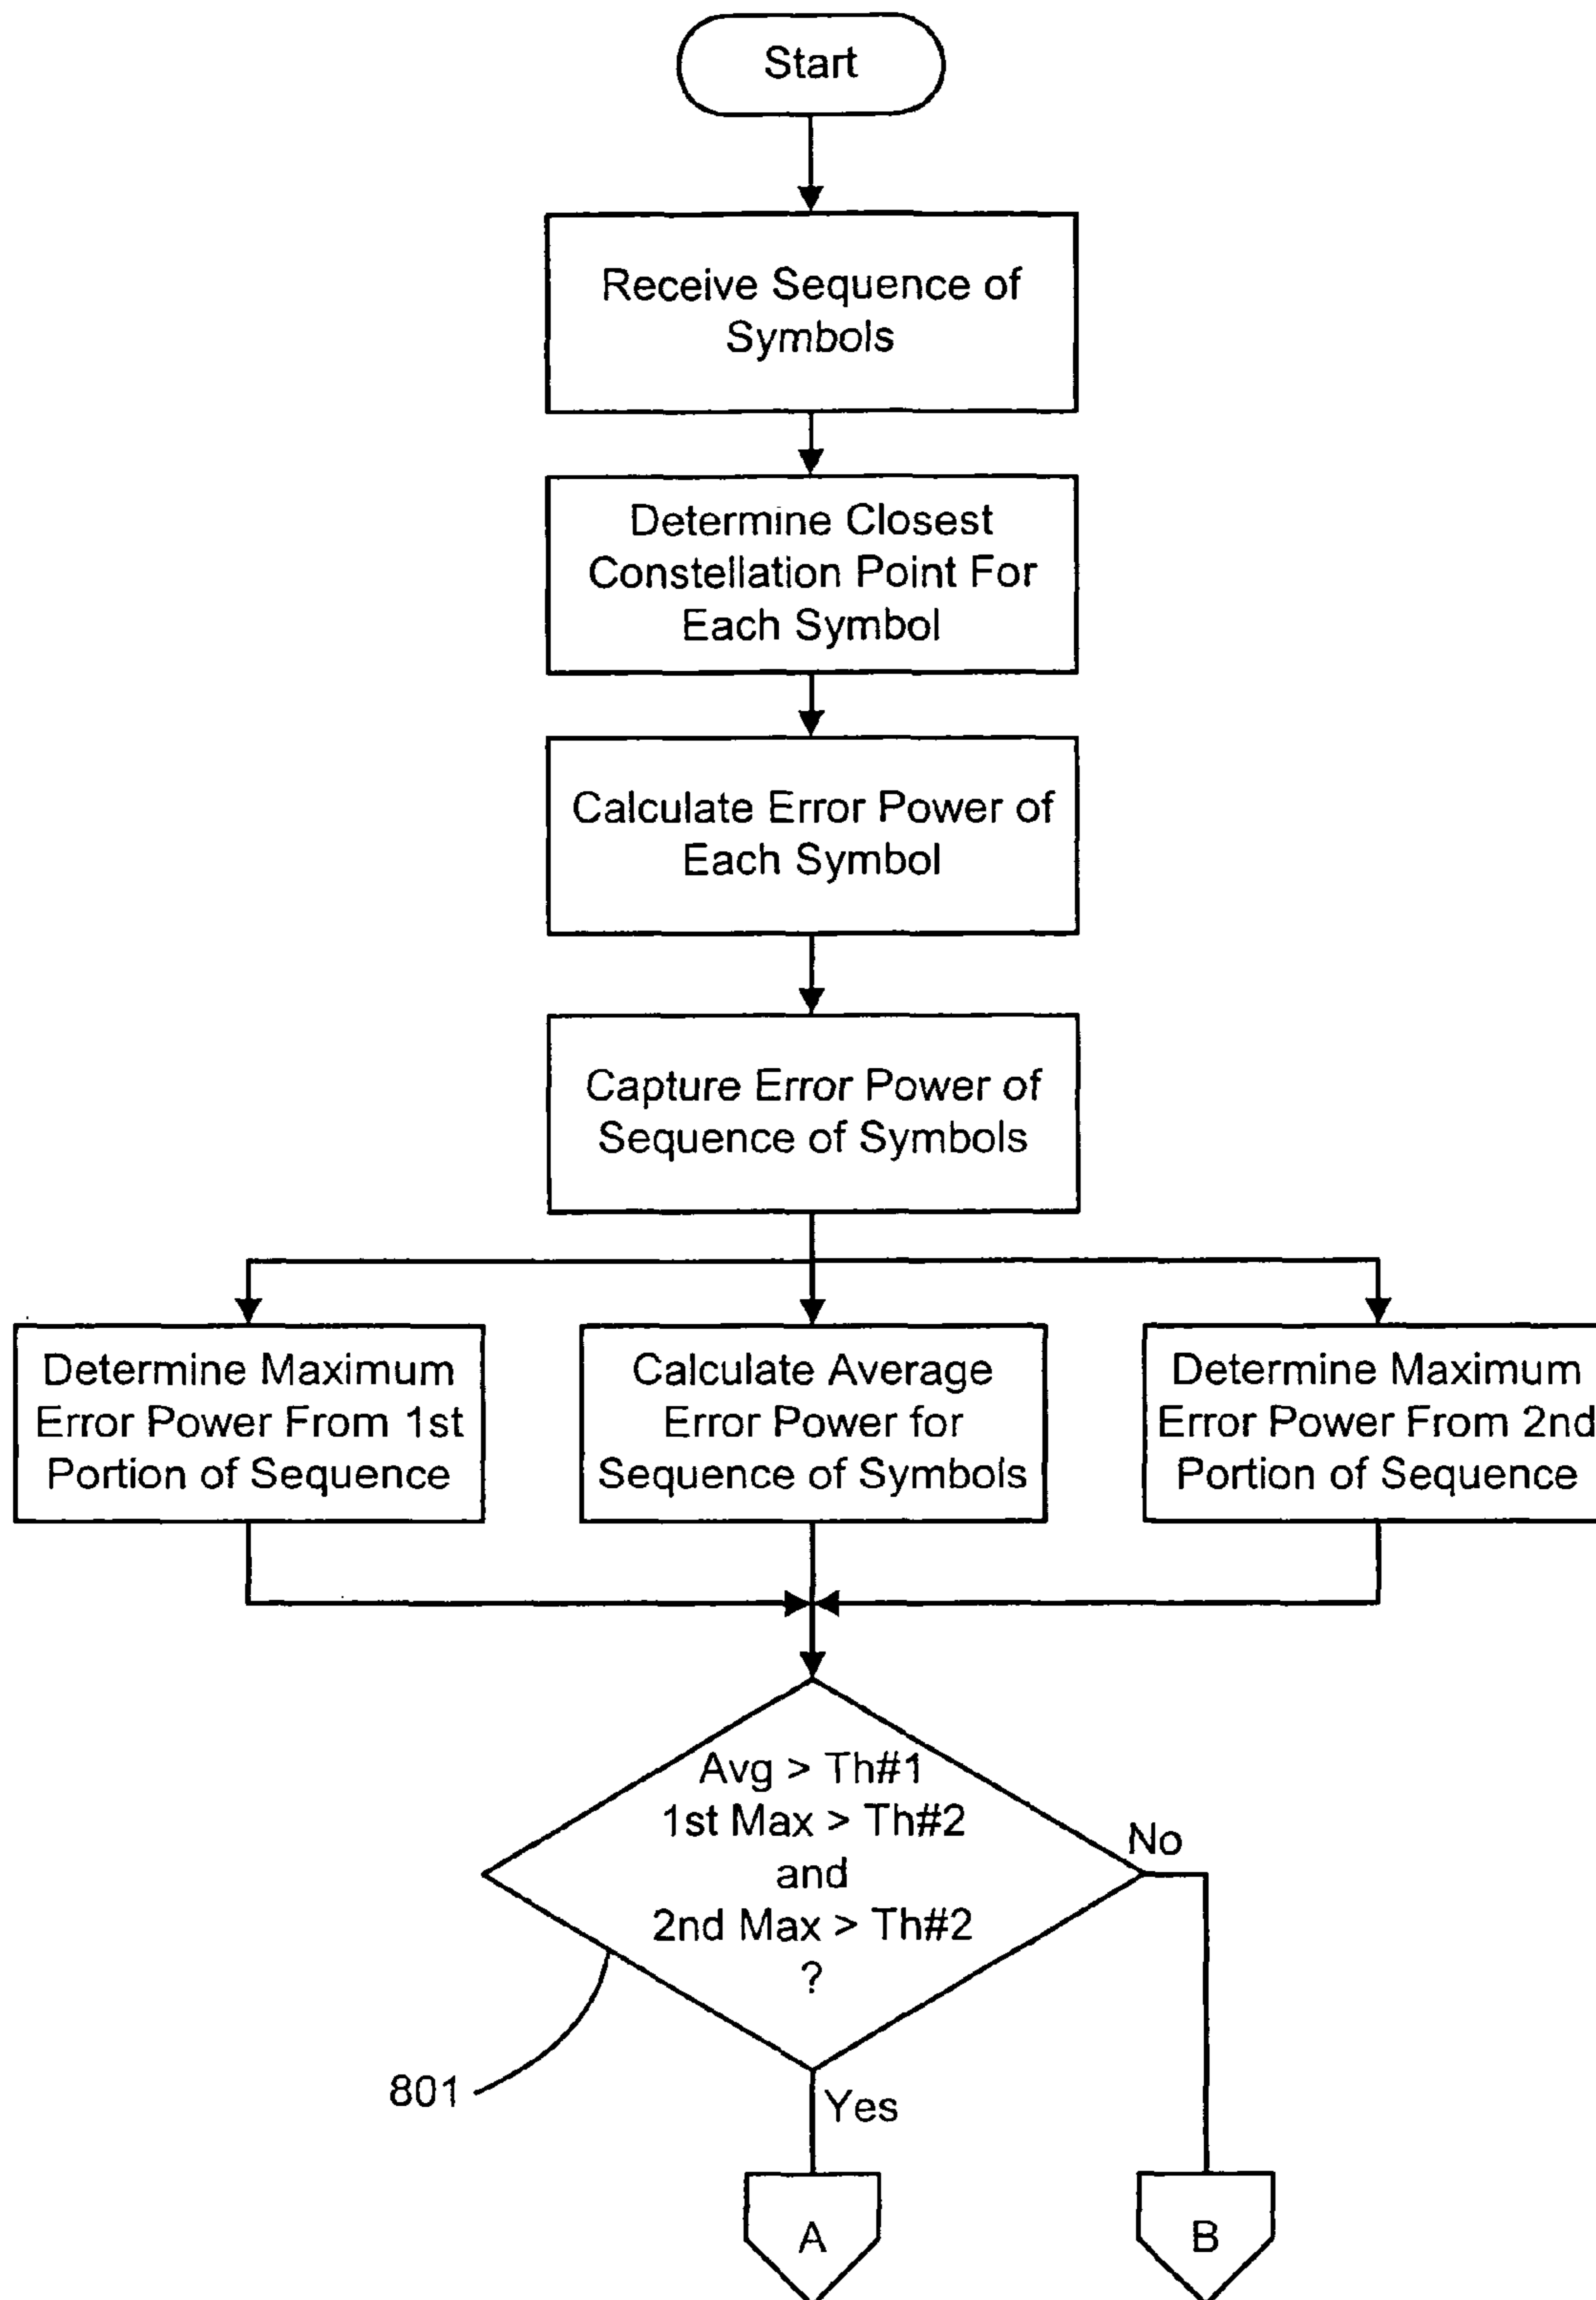 Start
Receive Sequence of
Symbols
Determine Closest
Constellation Point For
Each Symbol
Calculate Error Power of
Each Symbol
Capture Error Power of
Sequence of Symbols
Determine Maximum
Error Power From 1st
Portion of Sequence
Calculate Average
Error Power for
Sequence of Symbols
Determine Maximum
Error Power From 2nd
Portion of Sequence
Avg > Th#1
1st Max > Th#2
and
2nd Max > Th#2
?
No
801
Yes
A
B